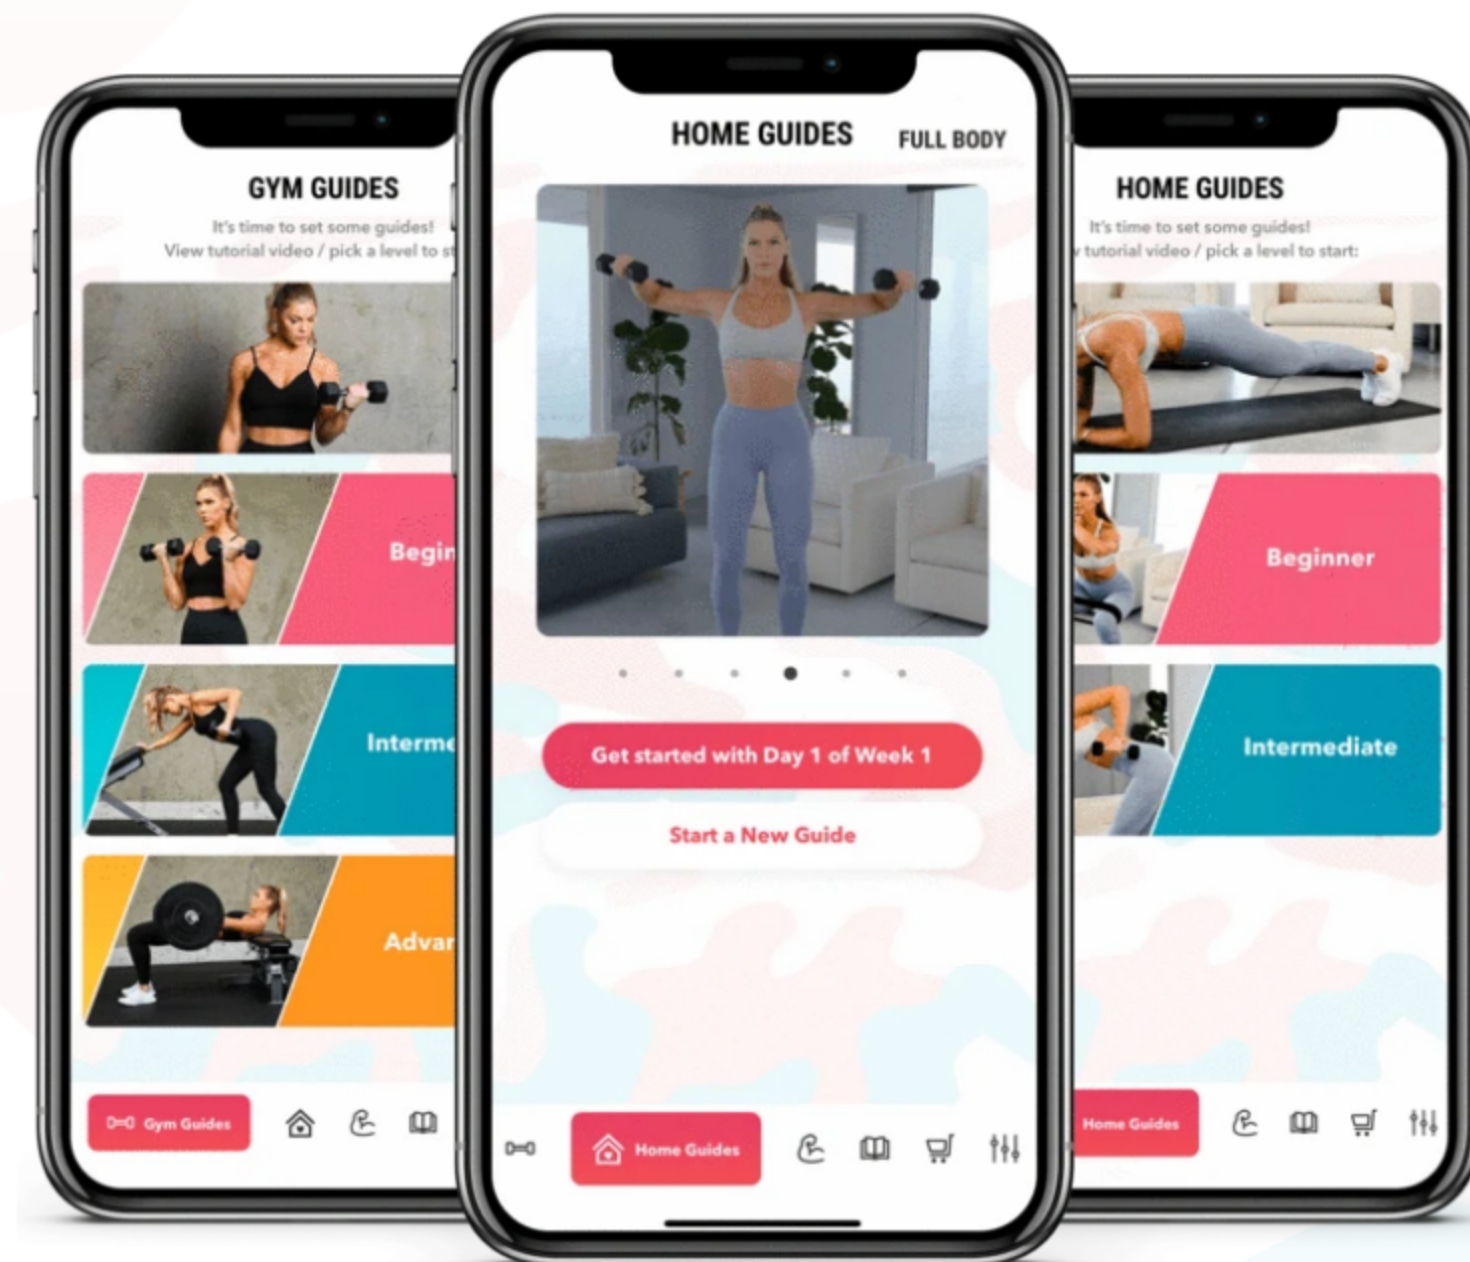 GYM GUIDES
It's time to set some guides!
View tutorial video / pick a level to st
Begin
Interme
Advan
Gym Guides
HOME GUIDES
FULL BODY
Get started with Day 1 of Week 1
Start a New Guide
Home Guides
HOME GUIDES
It's time to set some guides!
tutorial video / pick a level to start:
Beginner
Intermediate
Home Guides